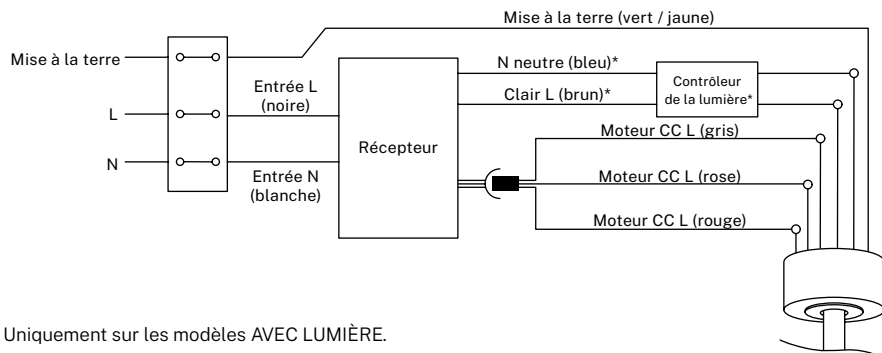 Mise à la terre (vert / jaune)
Mise à la terre
N neutre (bleu)*
Contrôleur
de la lumière*
Entrée L
(noire)
Clair L (brun)*
L
Moteur CC L (gris)
Récepteur
N
Entrée N
(blanche)
Moteur CC L (rose)
Moteur CC L (rouge)
Uniquement sur les modèles AVEC LUMIÈRE.